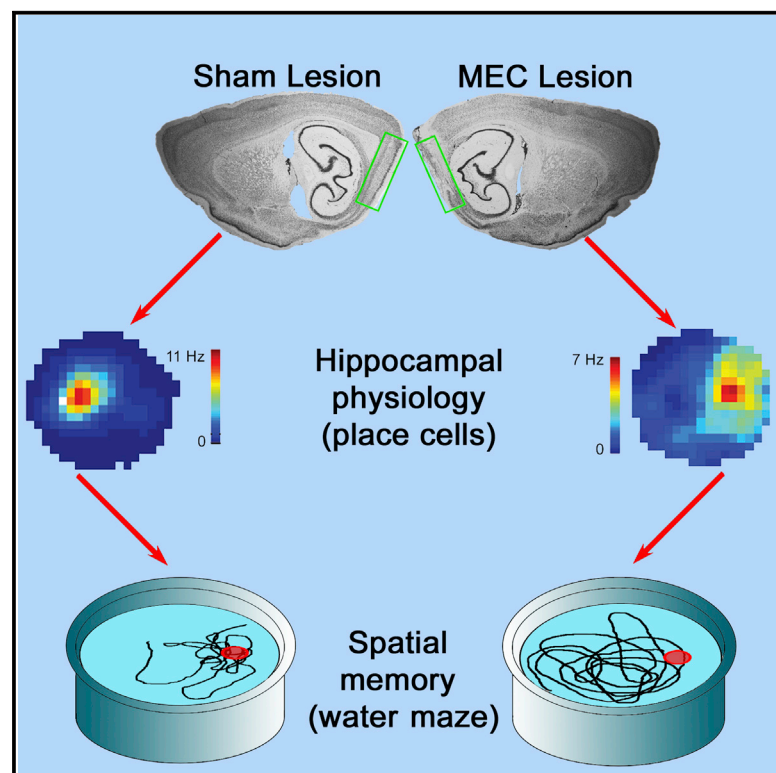 Sham Lesion
MEC Lesion
11 Hz
0
Hippocampal
physiology
(place cells)
7 Hz
0
Spatial
memory
(water maze)